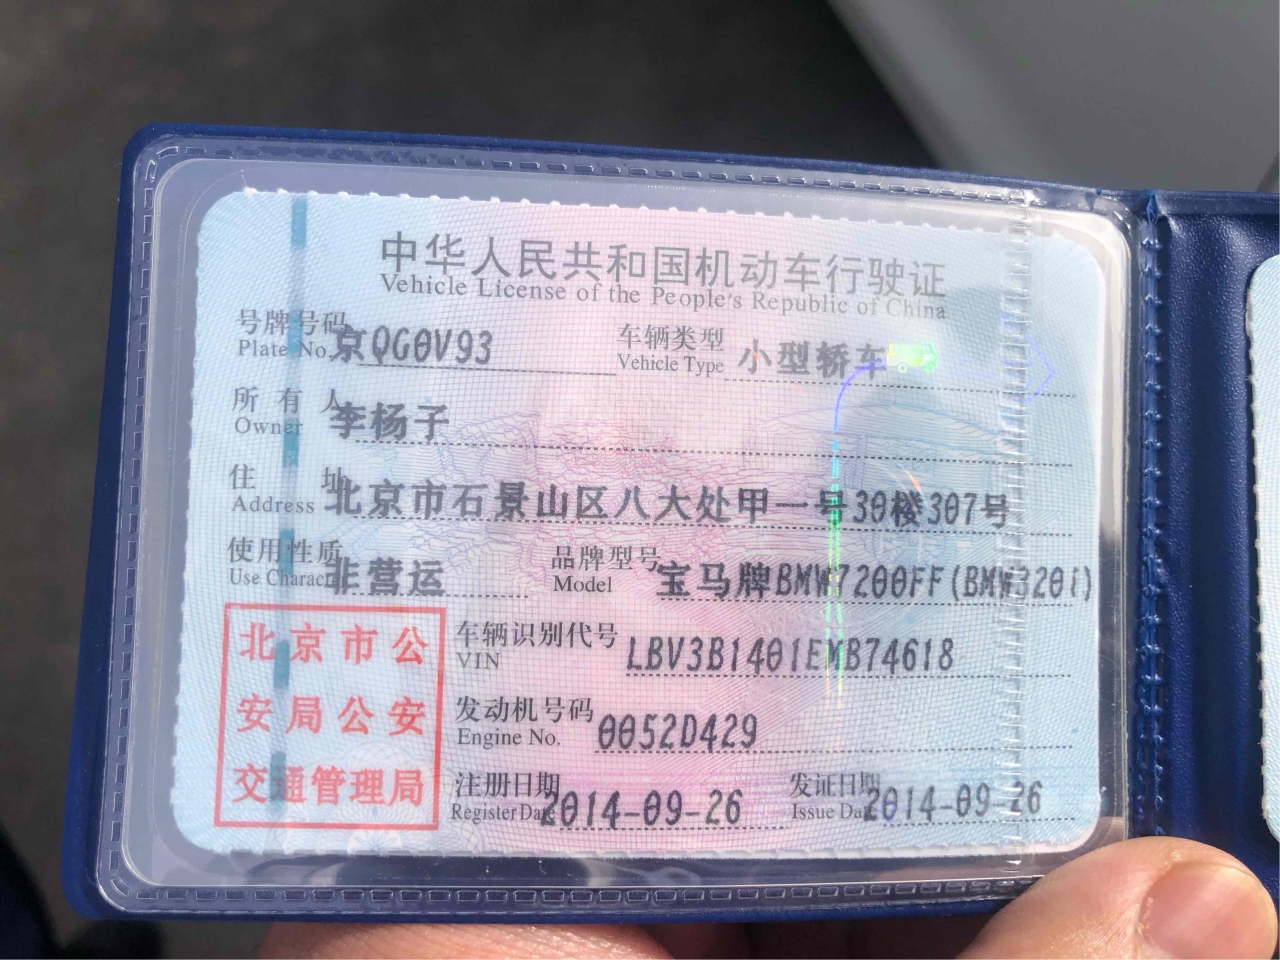 中华人民共和国机动车行驶证
Vehicle License of the People's Republic of China
号牌号码 京QG0V93 车辆类型 小型轿车
Plate No. Vehicle Type
所有人 李杨子
Owner
住址 北京市石景山区八大处甲一号30楼307号
Address
使用性质 非营运 品牌型号 宝马牌BMW7200FF(BMW320i)
Use Character Model
北京市公
安局公安
交通管理局
车辆识别代号 LBV3B1401EMB74618
VIN
发动机号码 0052D429
Engine No.
注册日期 2014-09-26 发证日期 2014-09-26
Register Date Issue Date